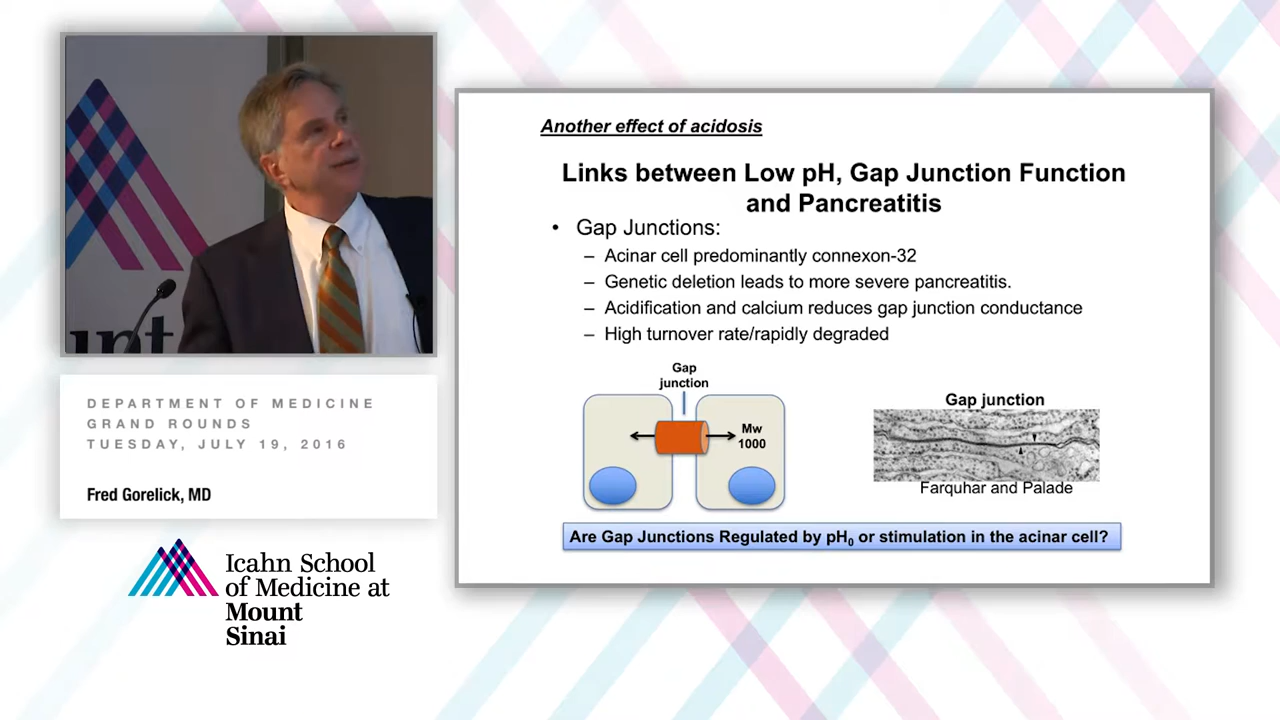 unt
DEPARTMENT OF MEDICINE
GRAND ROUNDS
TUESDAY, JULY 19, 2016
Fred Gorelick, MD
Icahn School
of Medicine at
Mount
Sinai
Another effect of acidosis
Links between Low pH, Gap Junction Function
and Pancreatitis
• Gap Junctions:
– Acinar cell predominantly connexon-32
– Genetic deletion leads to more severe pancreatitis.
– Acidification and calcium reduces gap junction conductance
– High turnover rate/rapidly degraded
Gap
junction
Mw
1000
Gap junction
Farquhar and Palade
Are Gap Junctions Regulated by pH₀ or stimulation in the acinar cell?